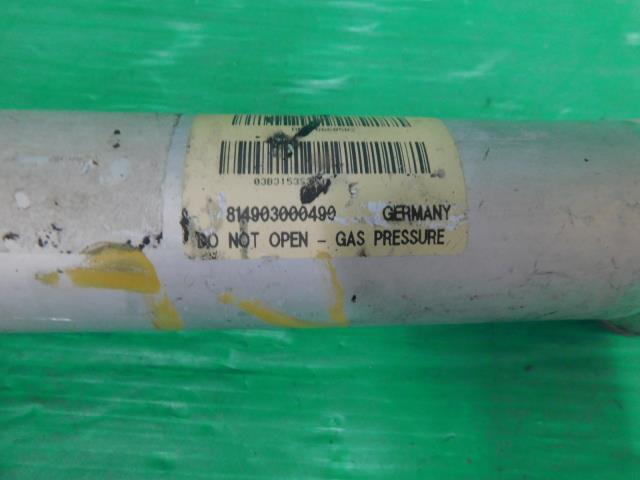 814903000490 GERMANY
DO NOT OPEN - GAS PRESSURE